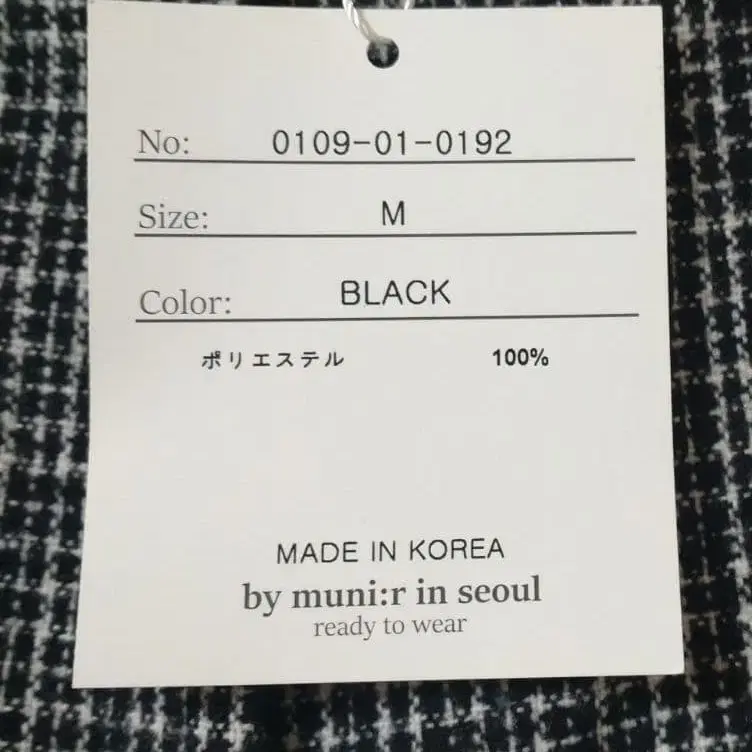 No: 0109-01-0192
Size: M
Color: BLACK
ポリエステル 100%
MADE IN KOREA
by muni:r in seoul
ready to wear